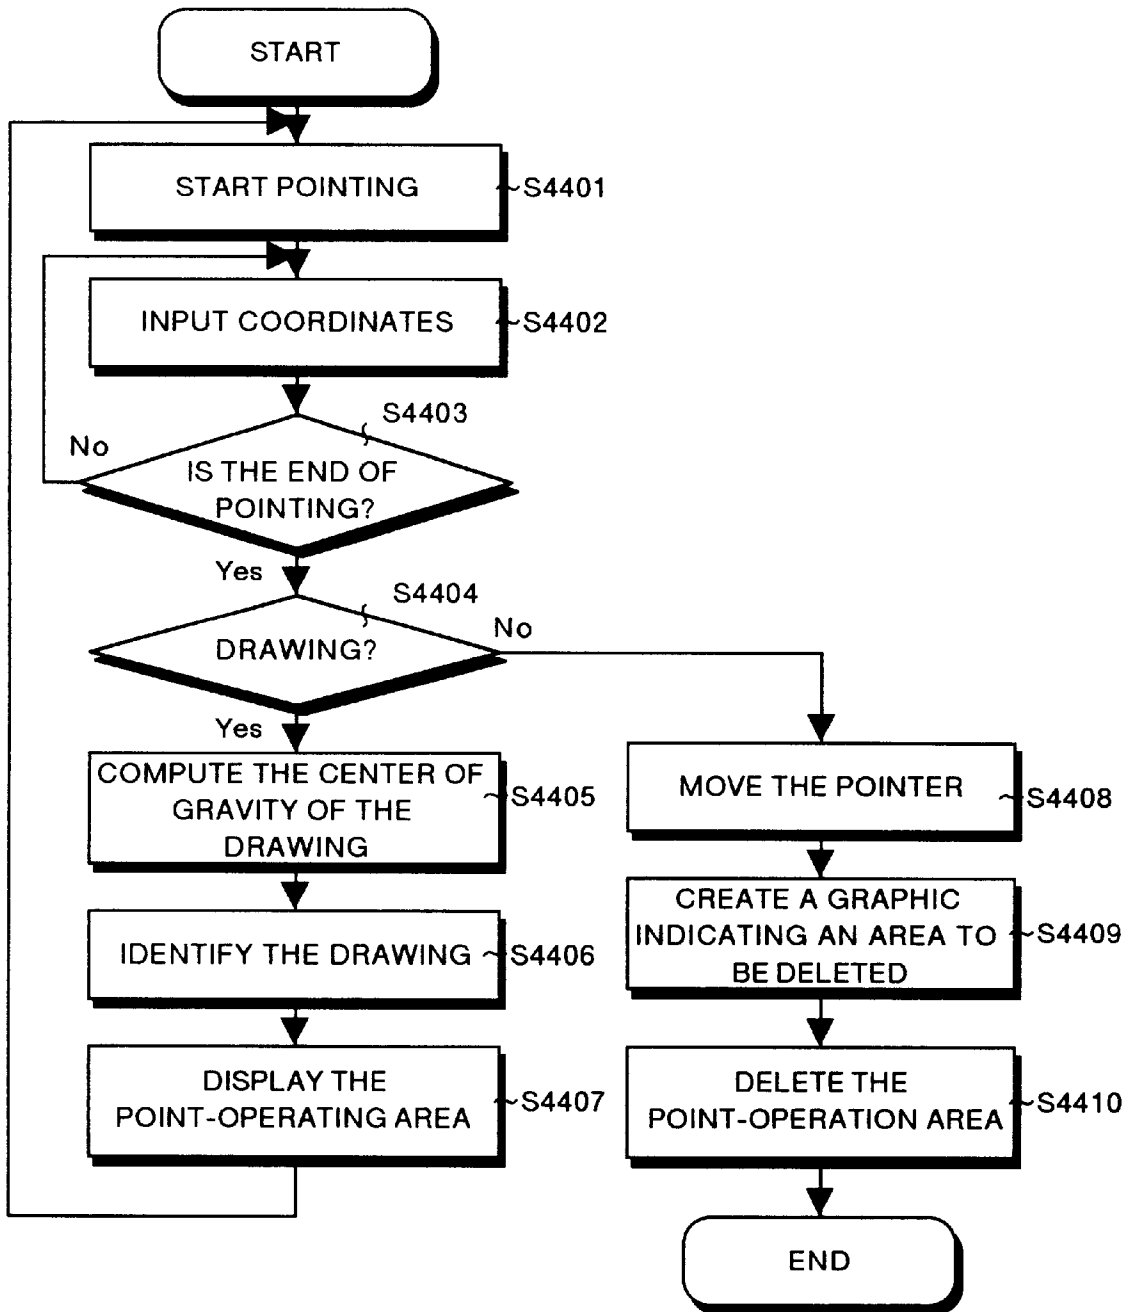 START
START POINTING
S4401
INPUT COORDINATES
S4402
S4403
No
IS THE END OF
POINTING?
Yes
S4404
DRAWING?
No
Yes
COMPUTE THE CENTER OF
GRAVITY OF THE
DRAWING
S4405
IDENTIFY THE DRAWING
S4406
DISPLAY THE
POINT-OPERATING AREA
S4407
MOVE THE POINTER
S4408
CREATE A GRAPHIC
INDICATING AN AREA TO
BE DELETED
S4409
DELETE THE
POINT-OPERATION AREA
S4410
END